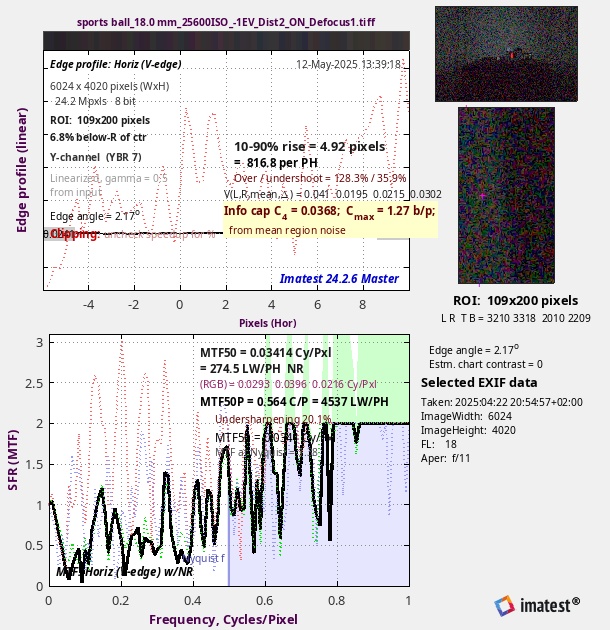 sports ball_18.0 mm_25600ISO_-1EV_Dist2_ON_Defocus1.tiff
Edge profile: Horiz (V-edge)
12-May-2025 13:39:18
6024 x 4020 pixels (WxH)
24.2 Mpxls   8 bit
ROI:  109x200 pixels
6.8% below-R of ctr
Y-channel  (YBR 7)
Linearized, gamma = 0.5
from input
Edge angle = 2.17º
10-90% rise = 4.92 pixels
=  816.8 per PH
Over / undershoot = 128.3% / 35.9%
V(L,R,mean,△) = 0.041  0.0195  0.0215  0.0302
Info cap C4 = 0.0368;  Cmax = 1.27 b/p;
from mean region noise
Clipping:
Imatest 24.2.6 Master
Edge profile (linear)
-4 -2 0 2 4 6 8
Pixels (Hor)
ROI:  109x200 pixels
L R  T B = 3210 3318  2010 2209
Edge angle = 2.17º
Estm. chart contrast = 0
Selected EXIF data
Taken: 2025:04:22 20:54:57+02:00
ImageWidth:  6024
ImageHeight:  4020
FL:   18
Aper:  f/11
MTF50 = 0.03414 Cy/Pxl
= 274.5 LW/PH  NR
(RGB) = 0.0293  0.0396  0.0216 Cy/Pxl
MTF50P = 0.564 C/P = 4537 LW/PH
Undersharpening 20.1%
Nyquist f
MTF: Horiz (V-edge) w/NR
SFR (MTF)
3
2.5
2
1.5
1
0.5
0
0 0.2 0.4 0.6 0.8 1
Frequency, Cycles/Pixel
imatest®